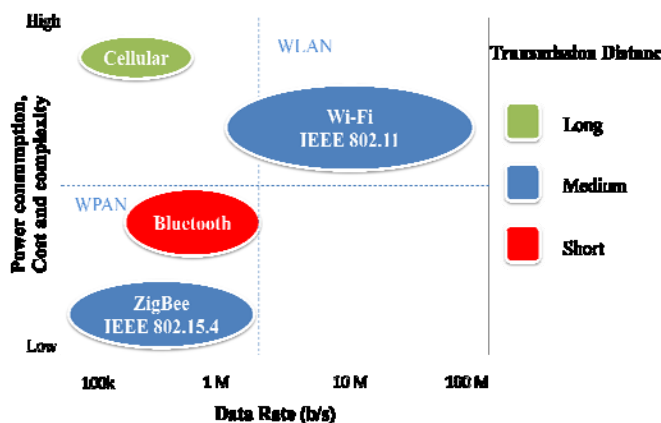 High
Cellular
WLAN
Transmission Distanc
Wi-Fi
IEEE 802.11
Long
Power consumption,
Cost and complexity
Medium
WPAN
Bluetooth
Short
ZigBee
IEEE 802.15.4
Low
100k
1 M
10 M
100 M
Data Rate (b/s)